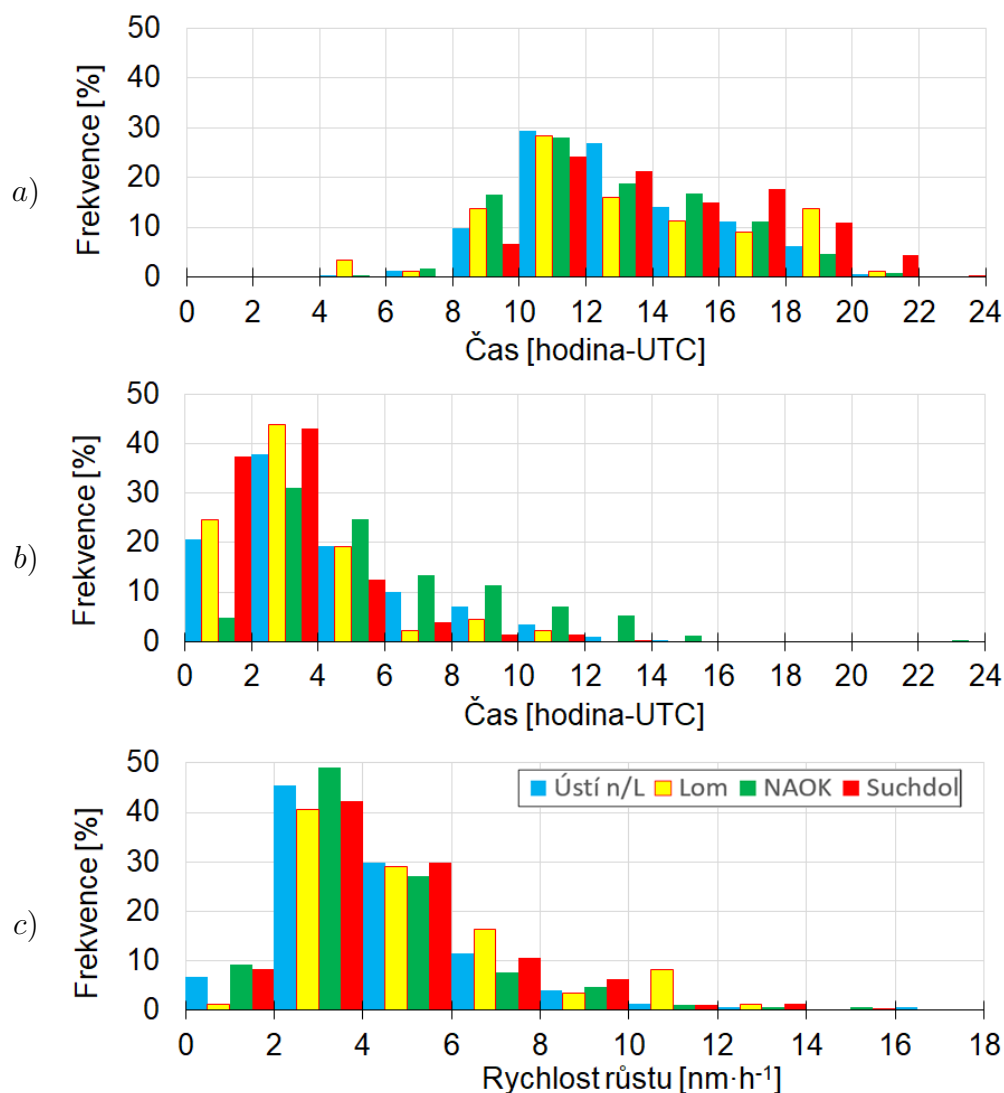 a)
Frekvence [%]
50
40
30
20
10
0
0 2 4 6 8 10 12 14 16 18 20 22 24
Čas [hodina-UTC]
b)
Frekvence [%]
50
40
30
20
10
0
0 2 4 6 8 10 12 14 16 18 20 22 24
Čas [hodina-UTC]
c)
Frekvence [%]
50
40
30
20
10
0
Ústí n/L Lom NAOK Suchdol
0 2 4 6 8 10 12 14 16 18
Rychlost růstu [nm·h⁻¹]